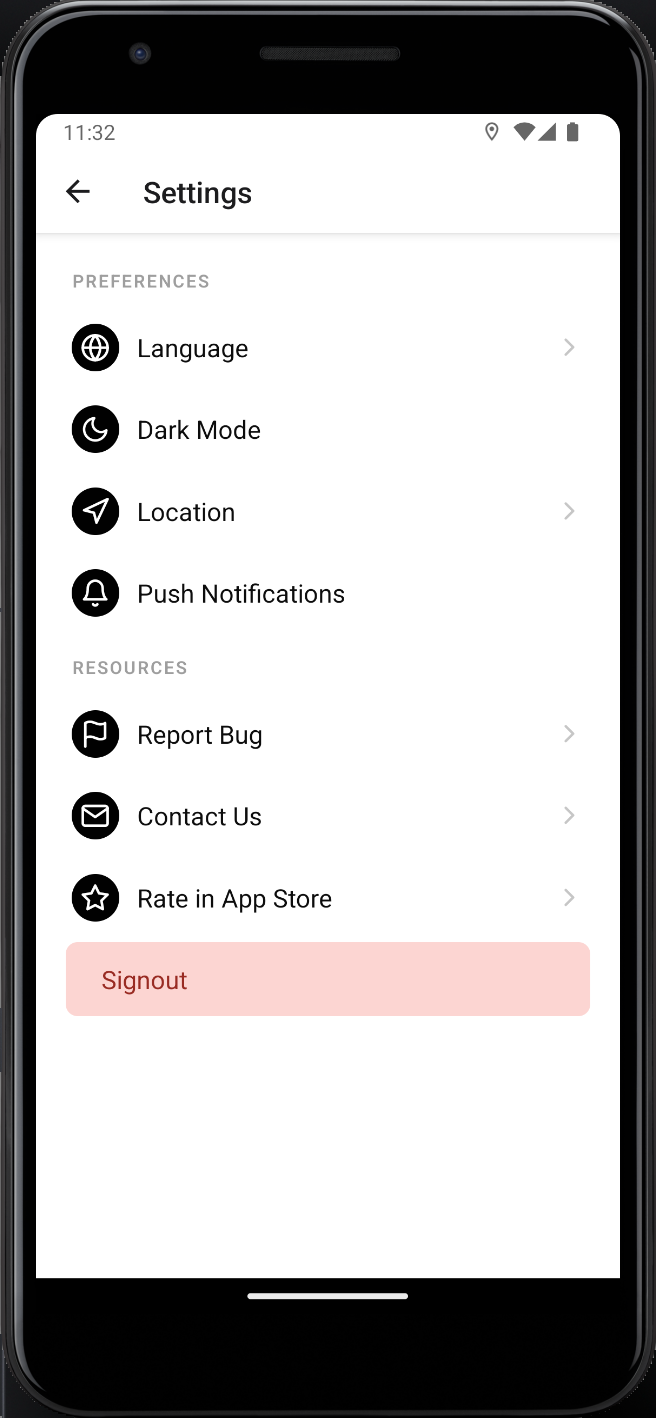 11:32
Settings
PREFERENCES
Language
Dark Mode
Location
Push Notifications
RESOURCES
Report Bug
Contact Us
Rate in App Store
Signout